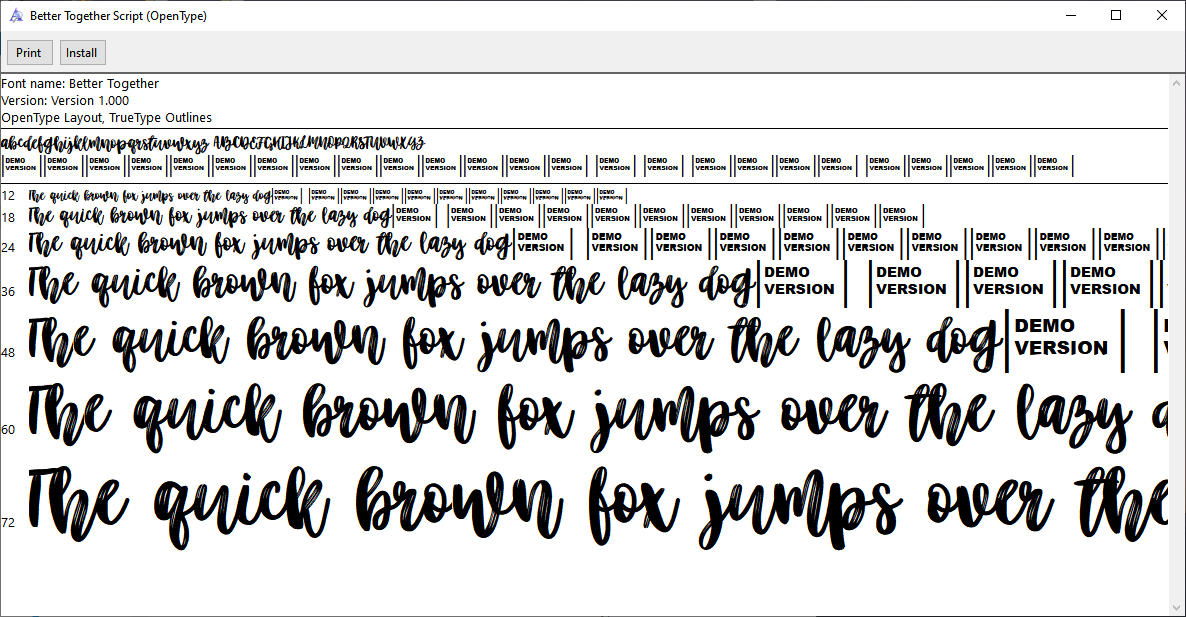 Better Together Script (OpenType)
Print Install
Font name: Better Together
Version: Version 1.000
OpenType Layout, TrueType Outlines
abcdefghijklmnopqrstuvwxyz ABCDEFGHIJKLMNOPQRSTUVWXYZ
DEMO VERSION DEMO VERSION DEMO VERSION DEMO VERSION DEMO VERSION DEMO VERSION DEMO VERSION DEMO VERSION DEMO VERSION DEMO VERSION DEMO VERSION DEMO VERSION DEMO VERSION DEMO VERSION DEMO VERSION DEMO VERSION DEMO VERSION DEMO VERSION DEMO VERSION DEMO VERSION DEMO VERSION DEMO VERSION DEMO VERSION DEMO VERSION DEMO VERSION
12 The quick brown fox jumps over the lazy dog DEMO VERSION DEMO VERSION DEMO VERSION DEMO VERSION DEMO VERSION DEMO VERSION DEMO VERSION DEMO VERSION DEMO VERSION DEMO VERSION DEMO VERSION
18 The quick brown fox jumps over the lazy dog DEMO VERSION DEMO VERSION DEMO VERSION DEMO VERSION DEMO VERSION DEMO VERSION DEMO VERSION DEMO VERSION DEMO VERSION DEMO VERSION DEMO VERSION
24 The quick brown fox jumps over the lazy dog DEMO VERSION DEMO VERSION DEMO VERSION DEMO VERSION DEMO VERSION DEMO VERSION DEMO VERSION DEMO VERSION DEMO VERSION DEMO VERSION
36 The quick brown fox jumps over the lazy dog DEMO VERSION DEMO VERSION DEMO VERSION DEMO VERSION
48 The quick brown fox jumps over the lazy dog DEMO VERSION
60 The quick brown fox jumps over the lazy
72 The quick brown fox jumps over the